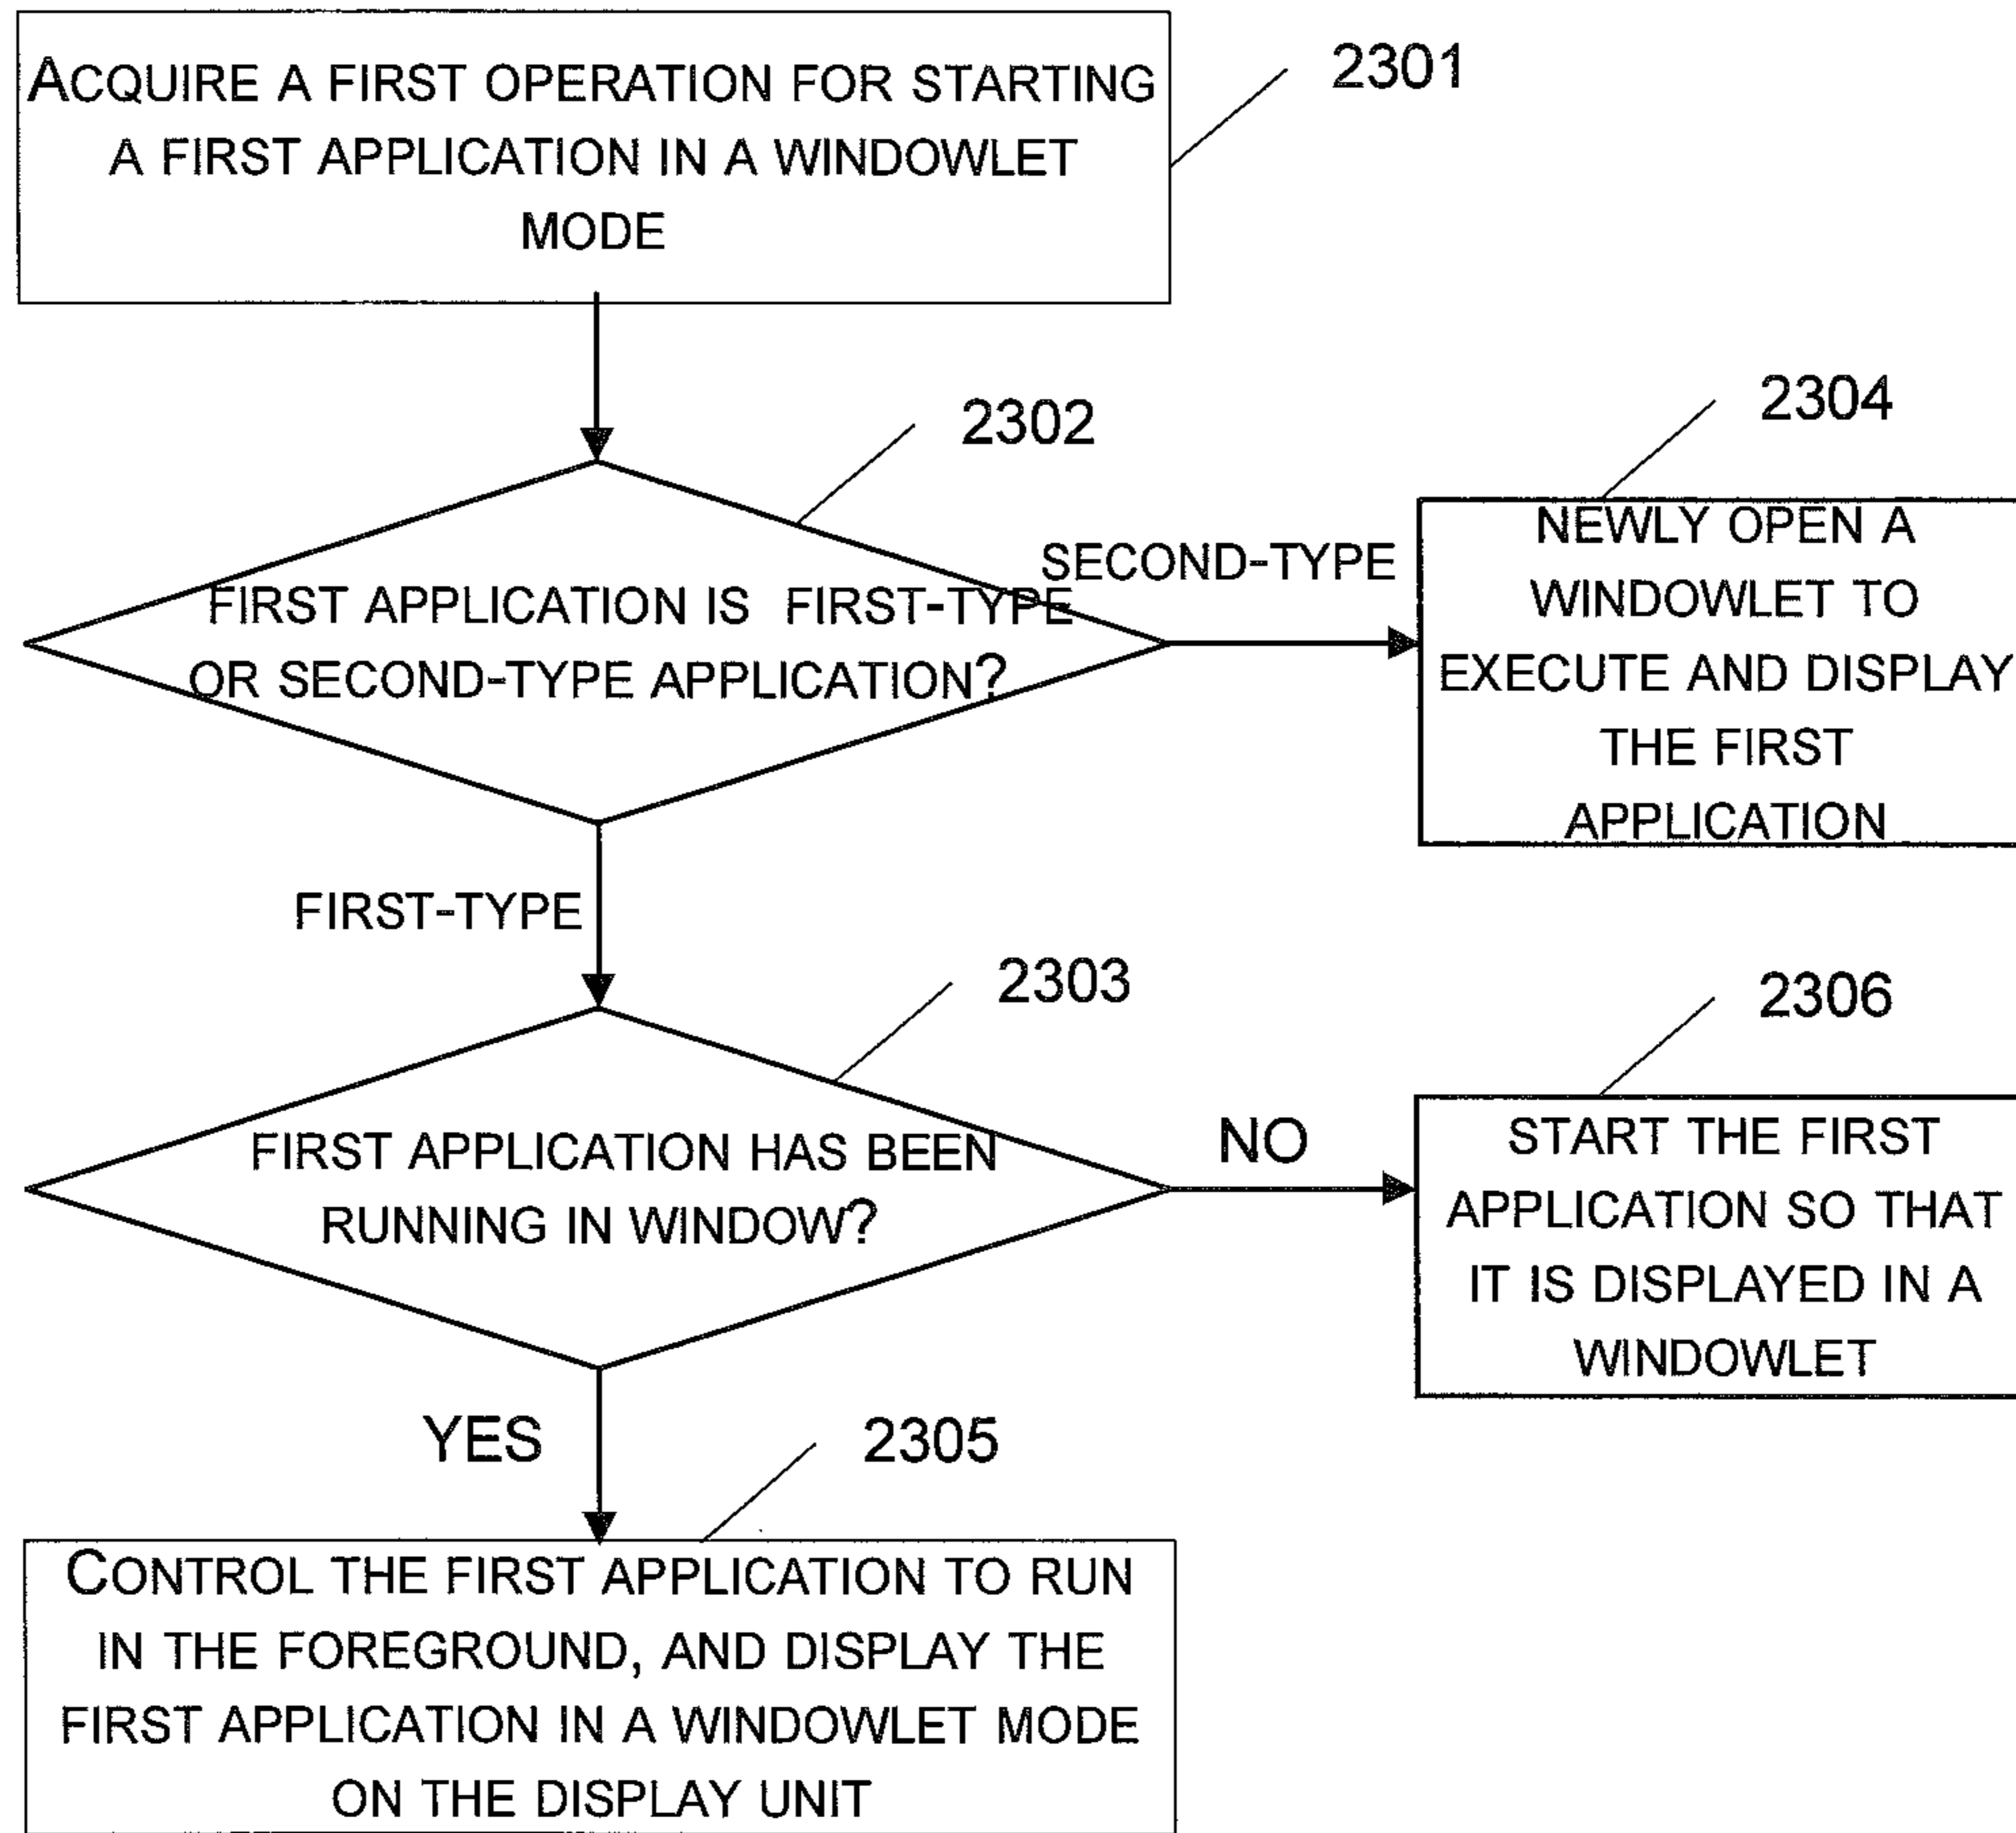 ACQUIRE A FIRST OPERATION FOR STARTING
A FIRST APPLICATION IN A WINDOWLET
MODE
2301
2302
FIRST APPLICATION IS FIRST-TYPE
OR SECOND-TYPE APPLICATION?
SECOND-TYPE
2304
NEWLY OPEN A
WINDOWLET TO
EXECUTE AND DISPLAY
THE FIRST
APPLICATION
FIRST-TYPE
2303
FIRST APPLICATION HAS BEEN
RUNNING IN WINDOW?
NO
2306
START THE FIRST
APPLICATION SO THAT
IT IS DISPLAYED IN A
WINDOWLET
YES
2305
CONTROL THE FIRST APPLICATION TO RUN
IN THE FOREGROUND, AND DISPLAY THE
FIRST APPLICATION IN A WINDOWLET MODE
ON THE DISPLAY UNIT